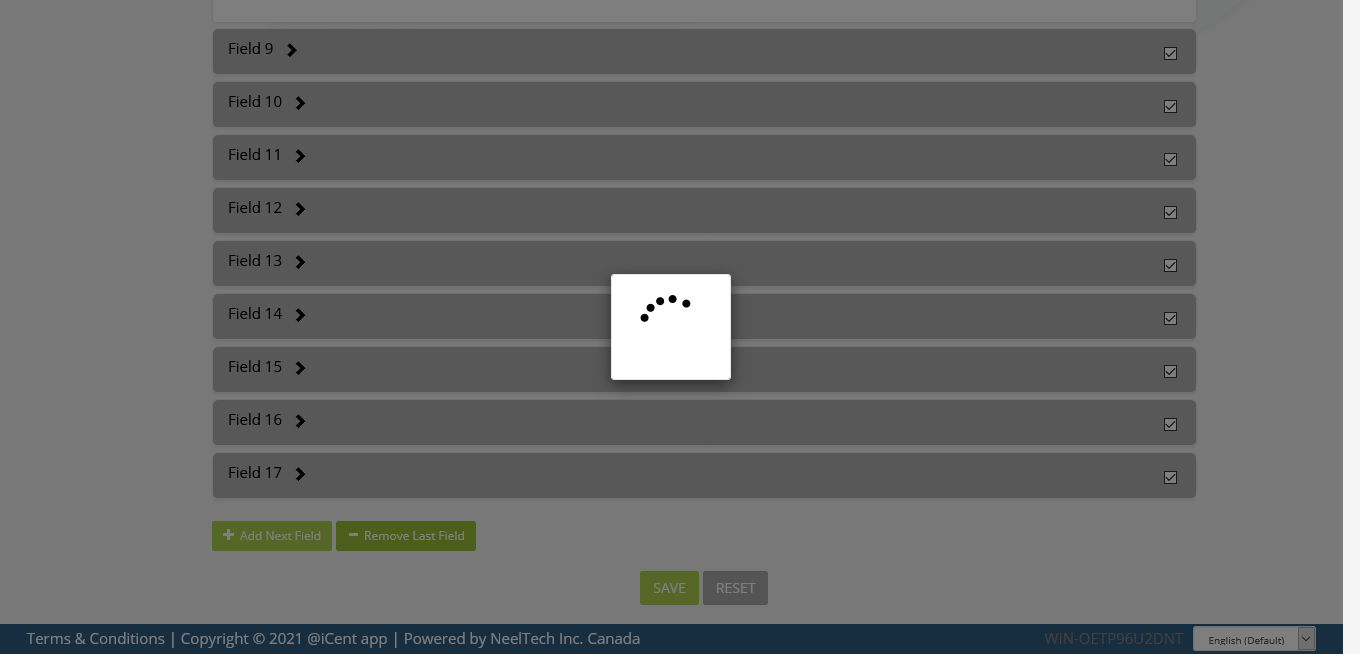 Field 9
Field 10
Field 11
Field 12
Field 13
Field 14
Field 15
Field 16
Field 17
Add Next Field Remove Last Field
SAVE RESET
Terms & Conditions | Copyright © 2021 @iCent app | Powered by NeelTech Inc. Canada WIN-OETP96U2DNT English (Default)